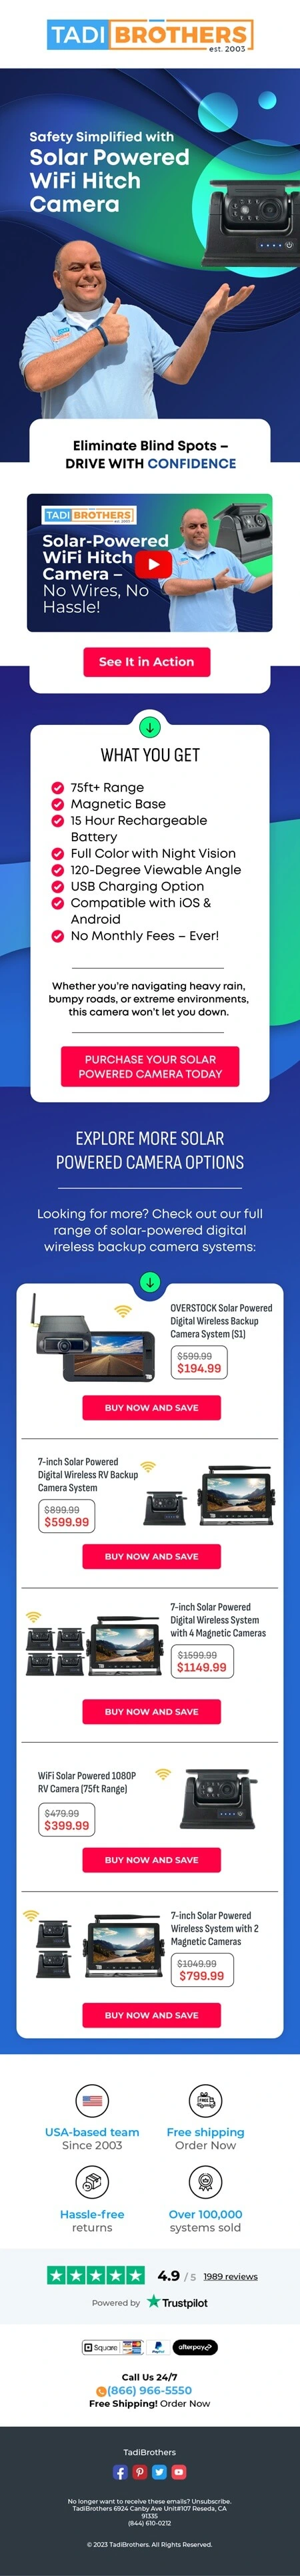 TADI BROTHERS
est. 2003
Safety Simplified with
Solar Powered
WiFi Hitch
Camera
Eliminate Blind Spots –
DRIVE WITH CONFIDENCE
TADI BROTHERS
Solar-Powered
WiFi Hitch
Camera –
No Wires, No
Hassle!
See It in Action
WHAT YOU GET
75ft+ Range
Magnetic Base
15 Hour Rechargeable
Battery
Full Color with Night Vision
120-Degree Viewable Angle
USB Charging Option
Compatible with iOS &
Android
No Monthly Fees – Ever!
Whether you're navigating heavy rain,
bumpy roads, or extreme environments,
this camera won't let you down.
PURCHASE YOUR SOLAR
POWERED CAMERA TODAY
EXPLORE MORE SOLAR
POWERED CAMERA OPTIONS
Looking for more? Check out our full
range of solar-powered digital
wireless backup camera systems:
OVERSTOCK Solar Powered
Digital Wireless Backup
Camera System (S1)
$599.99
$194.99
BUY NOW AND SAVE
7-inch Solar Powered
Digital Wireless RV Backup
Camera System
$899.99
$599.99
BUY NOW AND SAVE
7-inch Solar Powered
Digital Wireless System
with 4 Magnetic Cameras
$1599.99
$1149.99
BUY NOW AND SAVE
WiFi Solar Powered 1080P
RV Camera (75ft Range)
$479.99
$399.99
BUY NOW AND SAVE
7-inch Solar Powered
Wireless System with 2
Magnetic Cameras
$1049.99
$799.99
BUY NOW AND SAVE
USA-based team
Since 2003
Free shipping
Order Now
Hassle-free
returns
Over 100,000
systems sold
4.9 / 5 1989 reviews
Powered by Trustpilot
Square PayPal afterpay
Call Us 24/7
(866) 966-5550
Free Shipping! Order Now
TadiBrothers
No longer want to receive these emails? Unsubscribe.
TadiBrothers 6924 Canby Ave Unit#107 Reseda, CA
91335
(844) 610-0212
© 2023 TadiBrothers. All Rights Reserved.